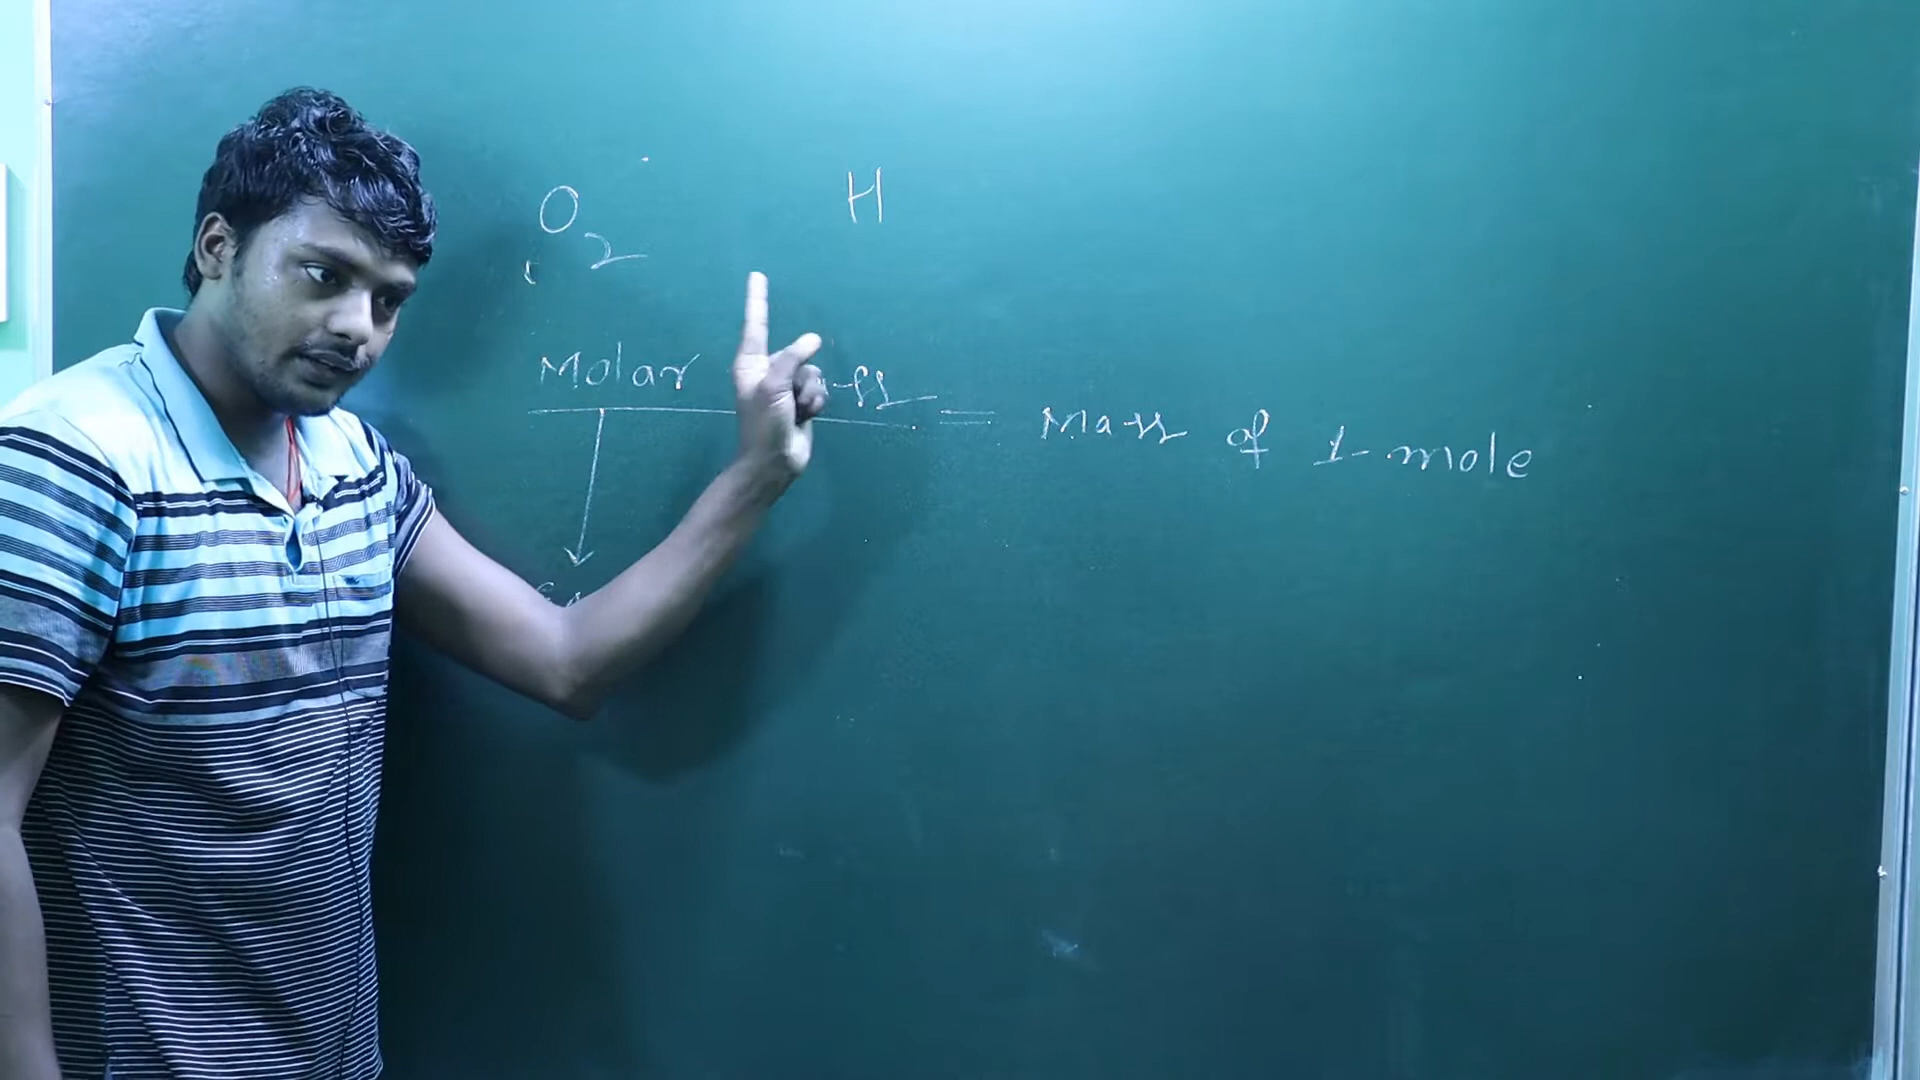 O2 H
Molar = Mass of 1 mole